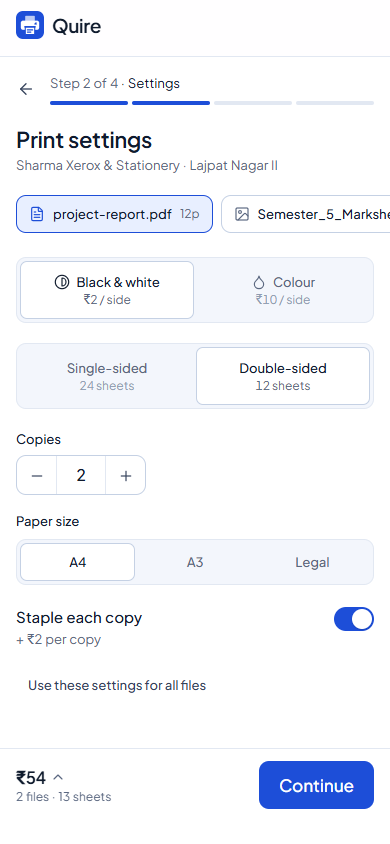 Quire
Step 2 of 4 · Settings
Print settings
Sharma Xerox & Stationery · Lajpat Nagar II
project-report.pdf 12p
Semester_5_Markshe
Black & white
₹2 / side
Colour
₹10 / side
Single-sided
24 sheets
Double-sided
12 sheets
Copies
2
Paper size
A4
A3
Legal
Staple each copy
+ ₹2 per copy
Use these settings for all files
₹54
2 files · 13 sheets
Continue